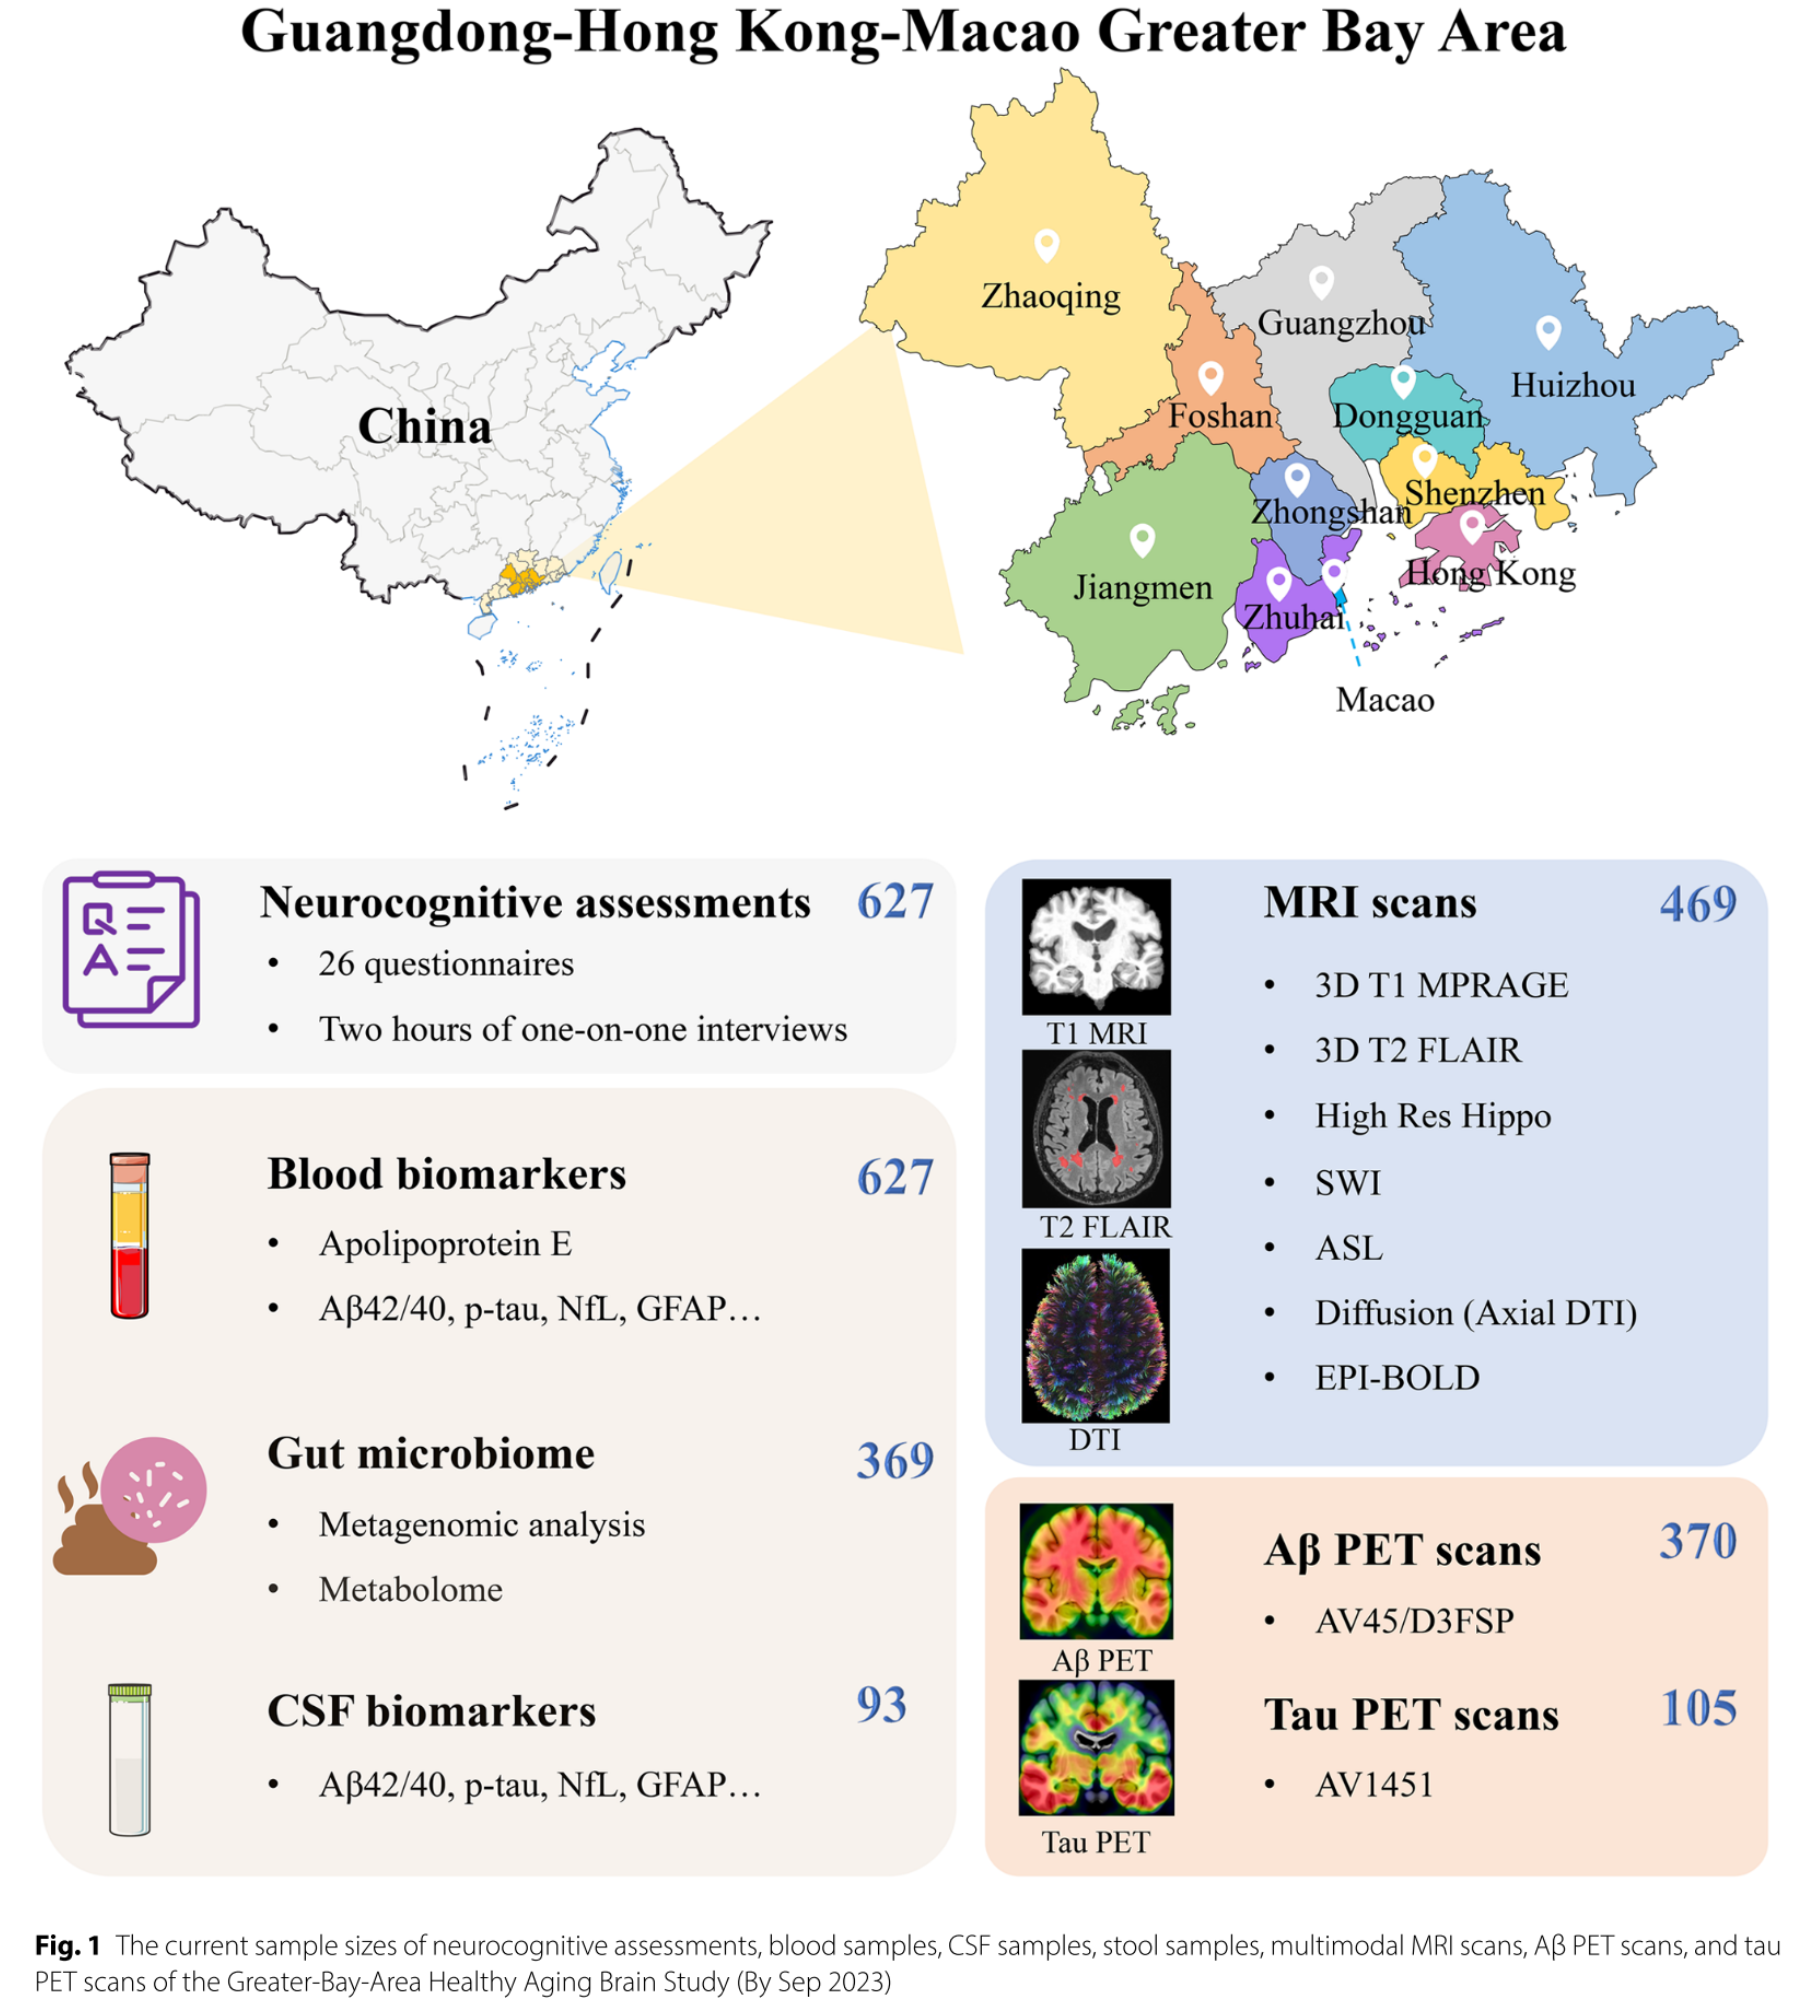 Guangdong-Hong Kong-Macao Greater Bay Area
China
Zhaoqing
Guangzhou
Huizhou
Foshan
Dongguan
Shenzhen
Zhongshan
Hong Kong
Jiangmen
Zhuhai
Macao
Q
A
Neurocognitive assessments 627
• 26 questionnaires
• Two hours of one-on-one interviews
Blood biomarkers 627
• Apolipoprotein E
• Aβ42/40, p-tau, NfL, GFAP…
Gut microbiome 369
• Metagenomic analysis
• Metabolome
CSF biomarkers 93
• Aβ42/40, p-tau, NfL, GFAP…
T1 MRI
T2 FLAIR
DTI
MRI scans 469
• 3D T1 MPRAGE
• 3D T2 FLAIR
• High Res Hippo
• SWI
• ASL
• Diffusion (Axial DTI)
• EPI-BOLD
Aβ PET
Aβ PET scans 370
• AV45/D3FSP
Tau PET
Tau PET scans 105
• AV1451
Fig. 1 The current sample sizes of neurocognitive assessments, blood samples, CSF samples, stool samples, multimodal MRI scans, Aβ PET scans, and tau
PET scans of the Greater-Bay-Area Healthy Aging Brain Study (By Sep 2023)